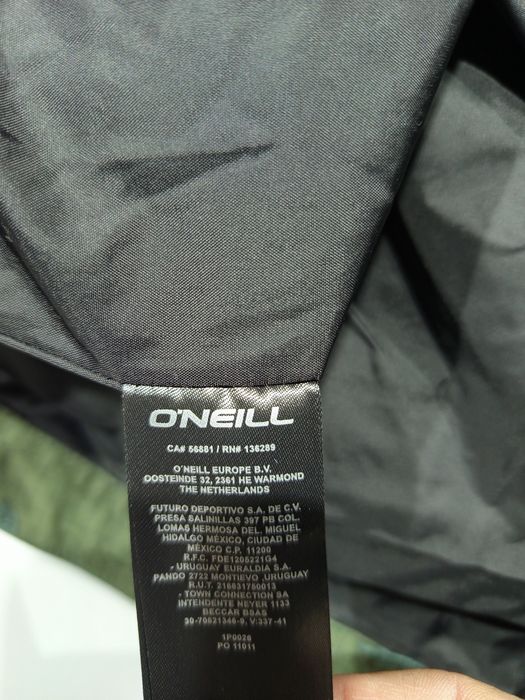 O'NEILL
CA# 56881 / RN# 136289
O'NEILL EUROPE B.V.
OOSTEINDE 32, 2361 HE WARMOND
THE NETHERLANDS
FUTURO DEPORTIVO S.A. DE C.V.
PRESA SALINILLAS 397 PB COL.
LOMAS HERMOSA DEL. MIGUEL
HIDALGO MÉXICO, CIUDAD DE
MÉXICO C.P. 11200
R.F.C. FDE1205221G4
- URUGUAY EURALDIA S.A.
PANDO 2722 MONTIEVO ,URUGUAY
R.U.T. 216631750013
- TOWN CONNECTION SA
INTENDENTE NEYER 1133
BECCAR BSAS
30-70821346-9, V:337 -41
1P0026
PO 11011